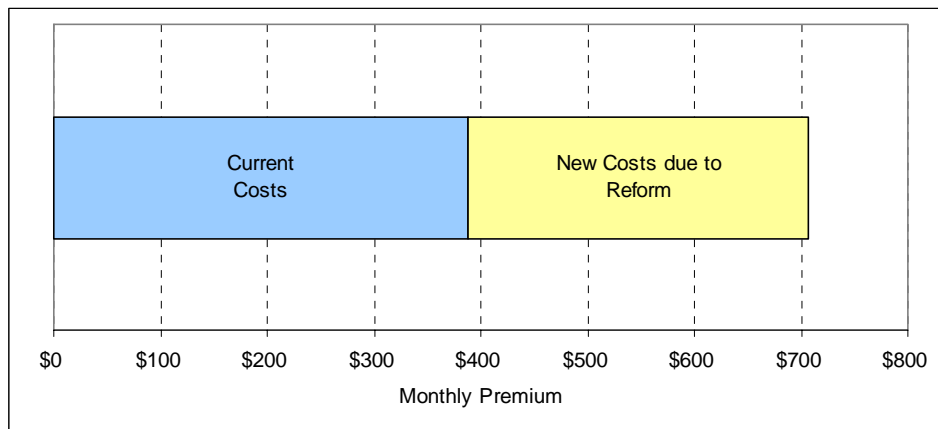 Current
Costs
New Costs due to
Reform
$0 $100 $200 $300 $400 $500 $600 $700 $800
Monthly Premium